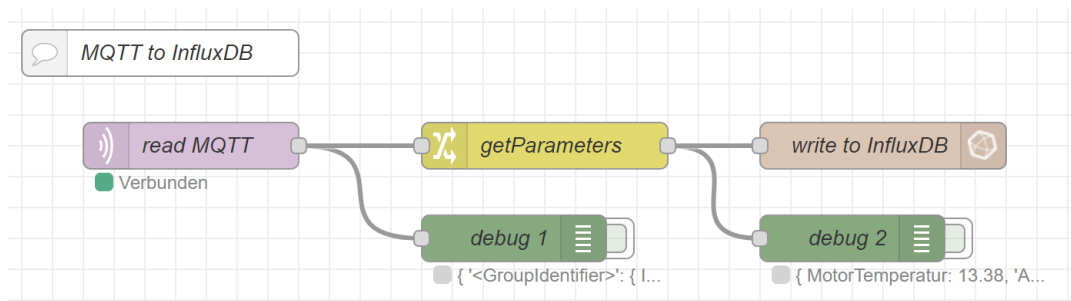 MQTT to InfluxDB
read MQTT
getParameters
write to InfluxDB
Verbunden
debug 1
debug 2
{ '<GroupIdentifier>': { I...
{ MotorTemperatur: 13.38, 'A...